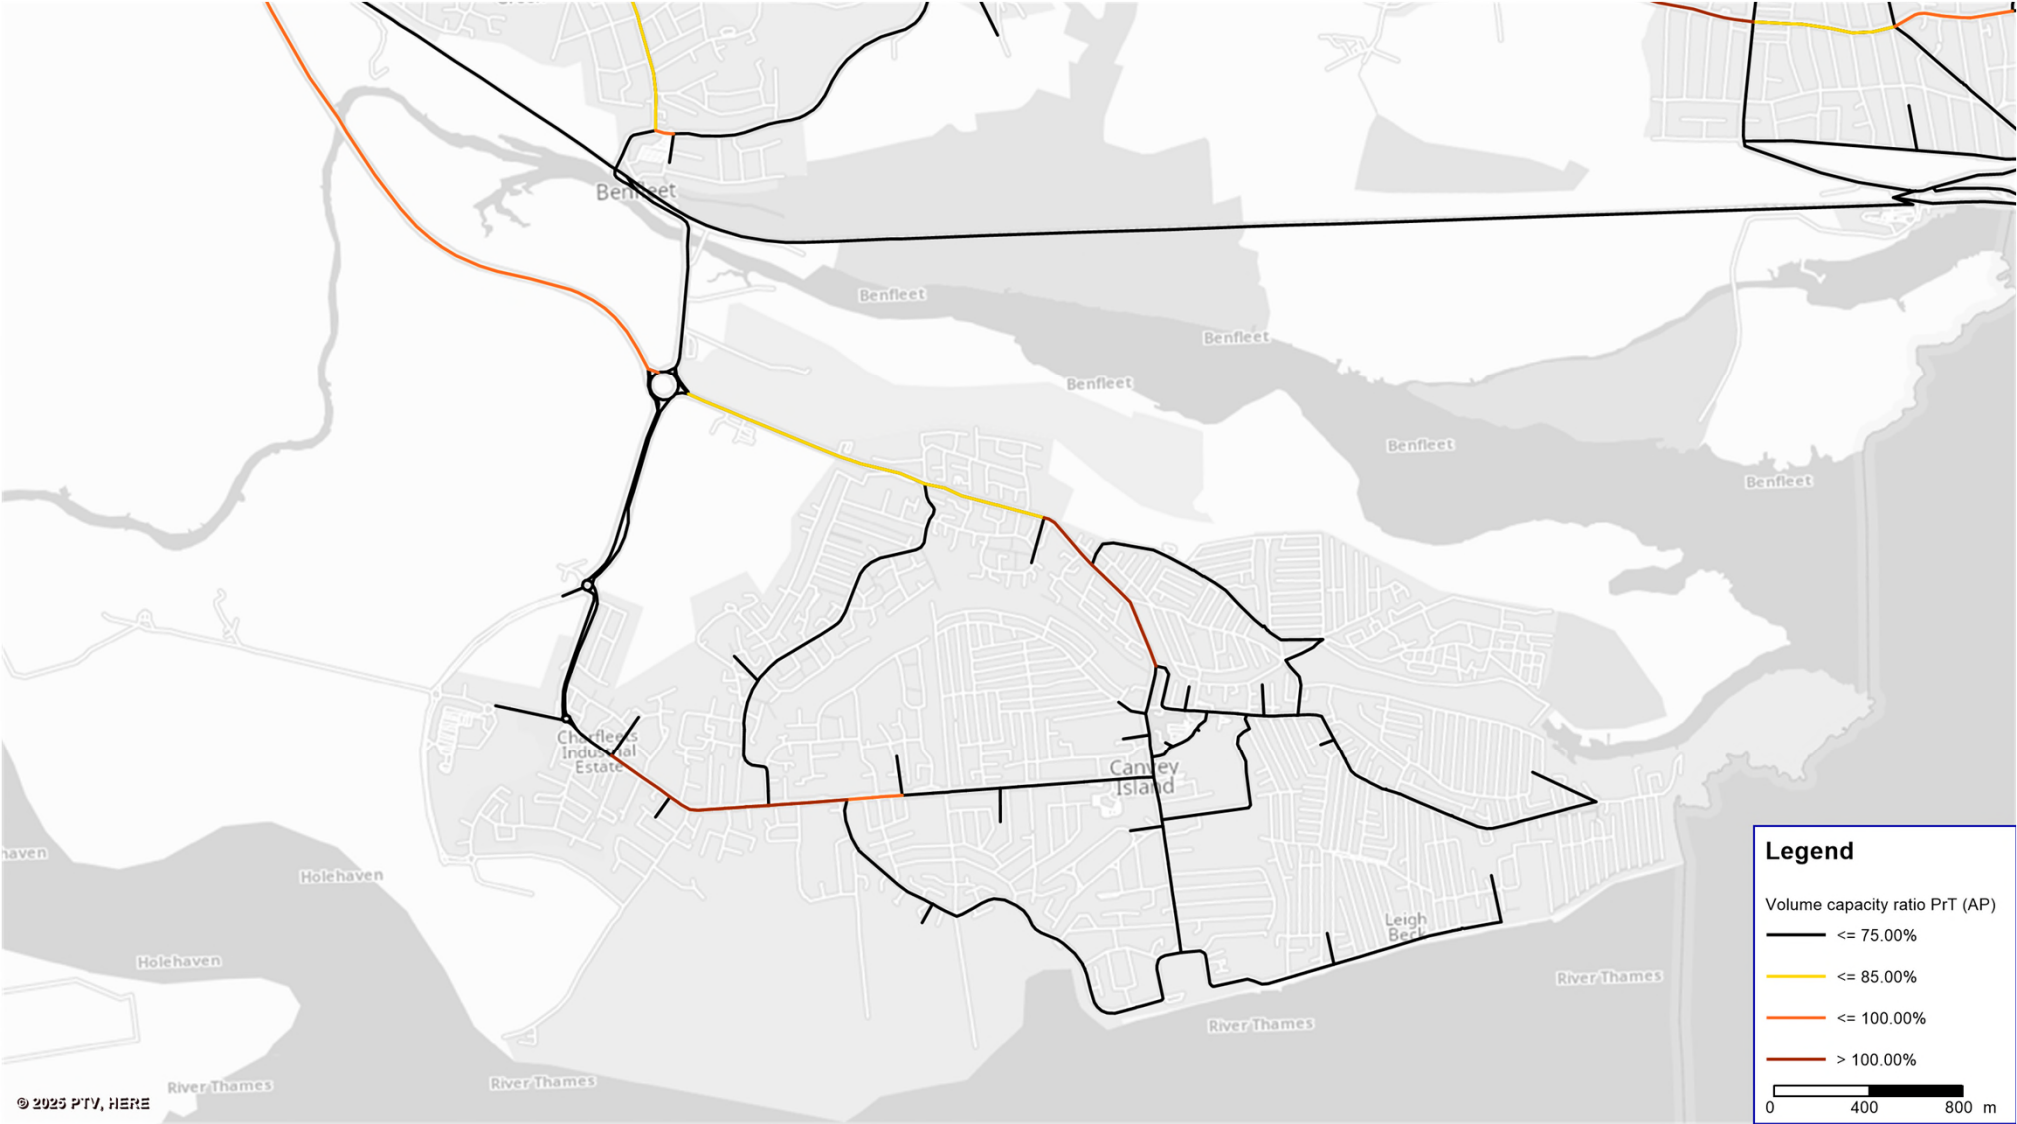 Benfleet
Benfleet
Benfleet
Benfleet
Benfleet
Benfleet
Charfleets
Industrial
Estate
Canvey
Island
Leigh
Beck
haven
Holehaven
Holehaven
River Thames
River Thames
River Thames
River Thames
© 2025 PTV, HERE
Legend
Volume capacity ratio PrT (AP)
<= 75.00%
<= 85.00%
<= 100.00%
> 100.00%
0 400 800 m